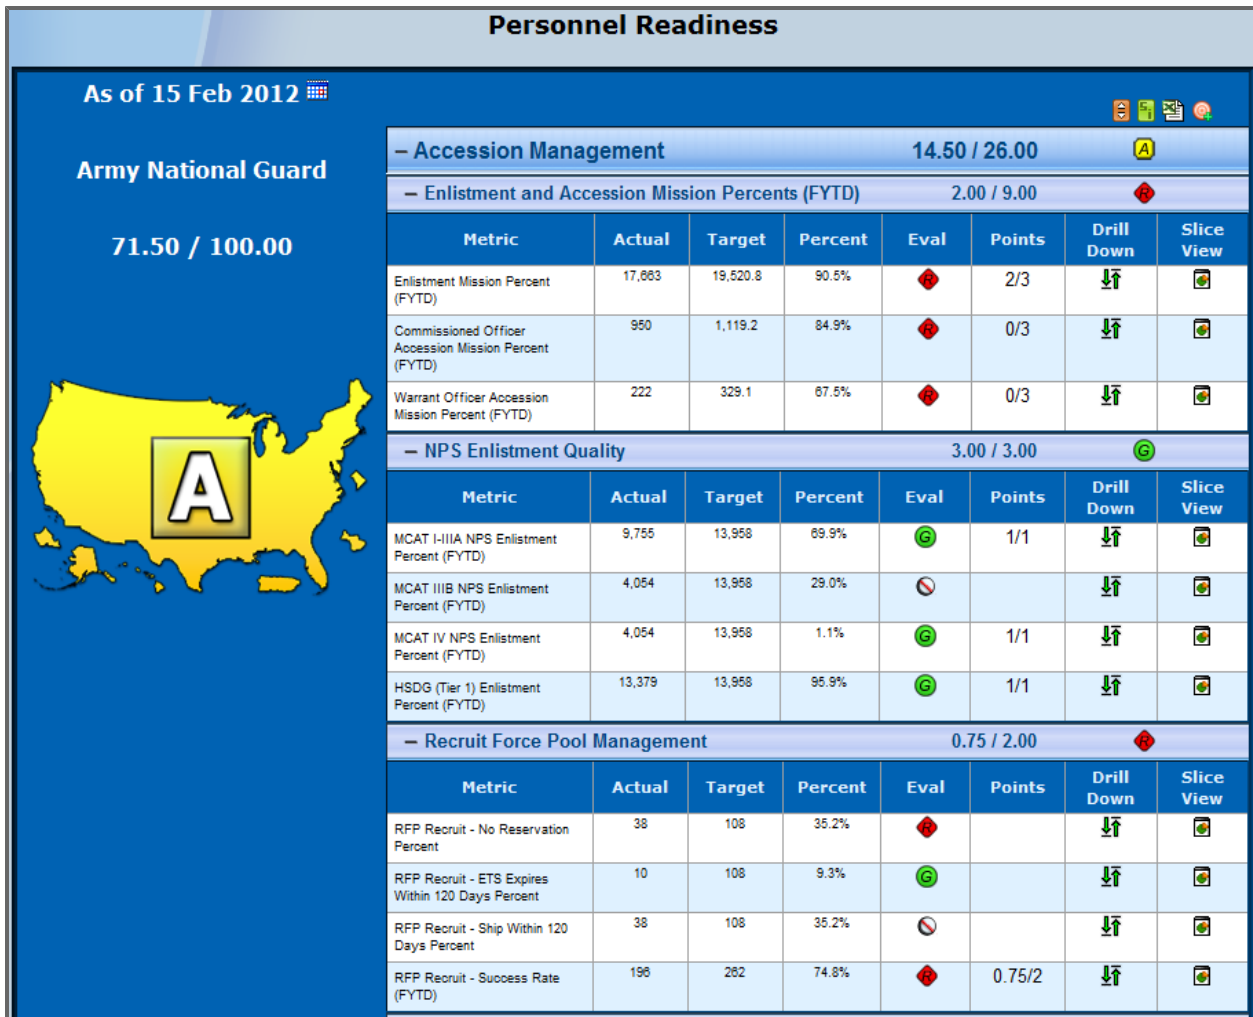 Personnel Readiness
As of 15 Feb 2012
Army National Guard
71.50 / 100.00
A
– Accession Management 14.50 / 26.00 A
– Enlistment and Accession Mission Percents (FYTD) 2.00 / 9.00 R
Metric Actual Target Percent Eval Points Drill Down Slice View
Enlistment Mission Percent 17,663 19,520.8 90.5% R 2/3
(FYTD)
Commissioned Officer 950 1,119.2 84.9% R 0/3
Accession Mission Percent
(FYTD)
Warrant Officer Accession 222 329.1 67.5% R 0/3
Mission Percent (FYTD)
– NPS Enlistment Quality 3.00 / 3.00 G
Metric Actual Target Percent Eval Points Drill Down Slice View
MCAT I-IIIA NPS Enlistment 9,755 13,958 69.9% G 1/1
Percent (FYTD)
MCAT IIIB NPS Enlistment 4,054 13,958 29.0%
Percent (FYTD)
MCAT IV NPS Enlistment 4,054 13,958 1.1% G 1/1
Percent (FYTD)
HSDG (Tier 1) Enlistment 13,379 13,958 95.9% G 1/1
Percent (FYTD)
– Recruit Force Pool Management 0.75 / 2.00 R
Metric Actual Target Percent Eval Points Drill Down Slice View
RFP Recruit - No Reservation 38 108 35.2% R
Percent
RFP Recruit - ETS Expires 10 108 9.3% G
Within 120 Days Percent
RFP Recruit - Ship Within 120 38 108 35.2%
Days Percent
RFP Recruit - Success Rate 196 262 74.8% R 0.75/2
(FYTD)